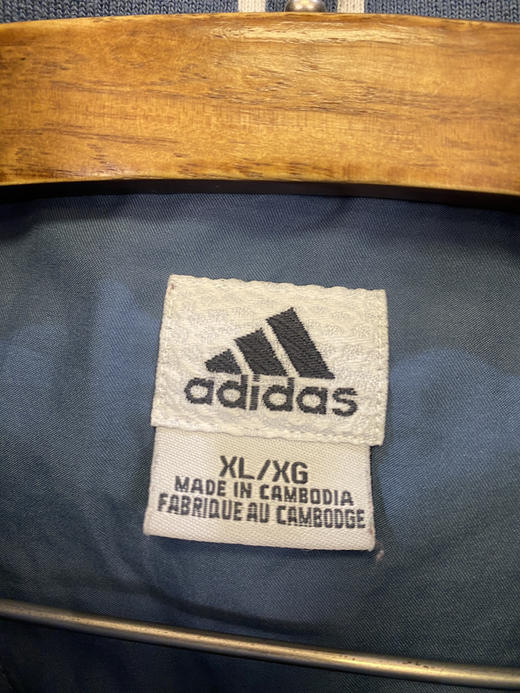 adidas
XL/XG
MADE IN CAMBODIA
FABRIQUE AU CAMBODGE